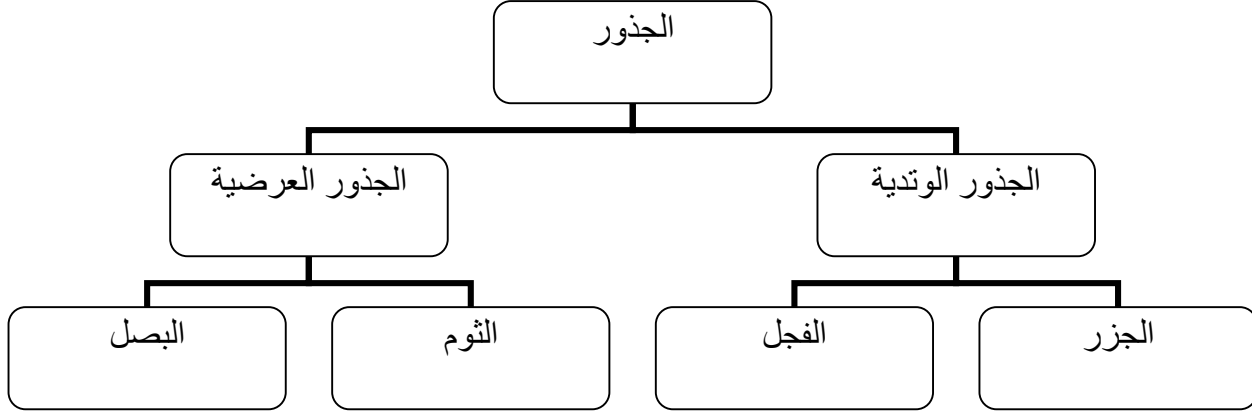 الجذور
الجذور الوتدية
الجذور العرضية
الجزر
الفجل
الثوم
البصل